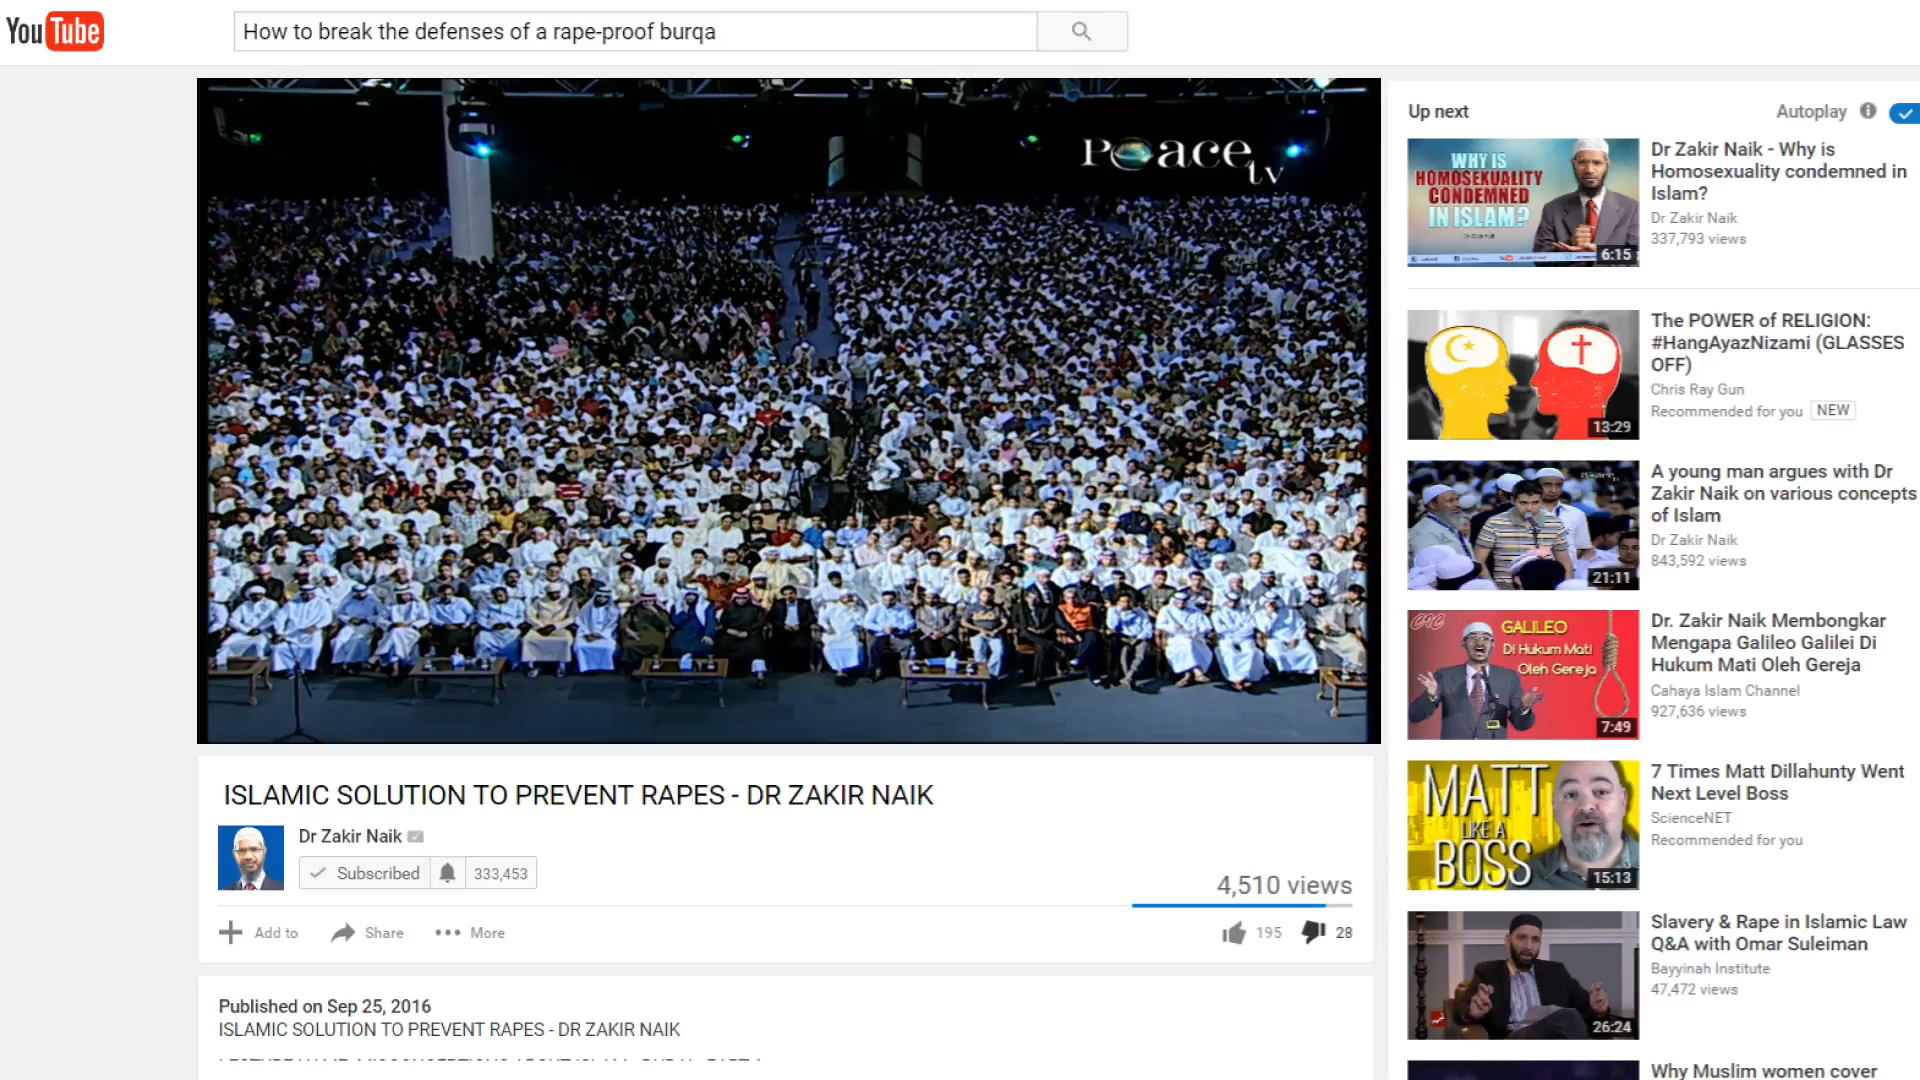 YouTube
How to break the defenses of a rape-proof burqa
Peace tv
ISLAMIC SOLUTION TO PREVENT RAPES - DR ZAKIR NAIK
Dr Zakir Naik
Subscribed
333,453
4,510 views
Add to
Share
More
195
28
Published on Sep 25, 2016
ISLAMIC SOLUTION TO PREVENT RAPES - DR ZAKIR NAIK
Up next
Autoplay
WHY IS
HOMOSEXUALITY
CONDEMNED
IN ISLAM?
6:15
Dr Zakir Naik - Why is
Homosexuality condemned in
Islam?
Dr Zakir Naik
337,793 views
13:29
The POWER of RELIGION:
#HangAyazNizami (GLASSES
OFF)
Chris Ray Gun
Recommended for you
NEW
21:11
A young man argues with Dr
Zakir Naik on various concepts
of Islam
Dr Zakir Naik
843,592 views
GALILEO
Di Hukum Mati
Oleh Gereja
7:49
Dr. Zakir Naik Membongkar
Mengapa Galileo Galilei Di
Hukum Mati Oleh Gereja
Cahaya Islam Channel
927,636 views
MATT
LIKE A
BOSS
15:13
7 Times Matt Dillahunty Went
Next Level Boss
ScienceNET
Recommended for you
26:24
Slavery & Rape in Islamic Law
Q&A with Omar Suleiman
Bayyinah Institute
47,472 views
Why Muslim women cover